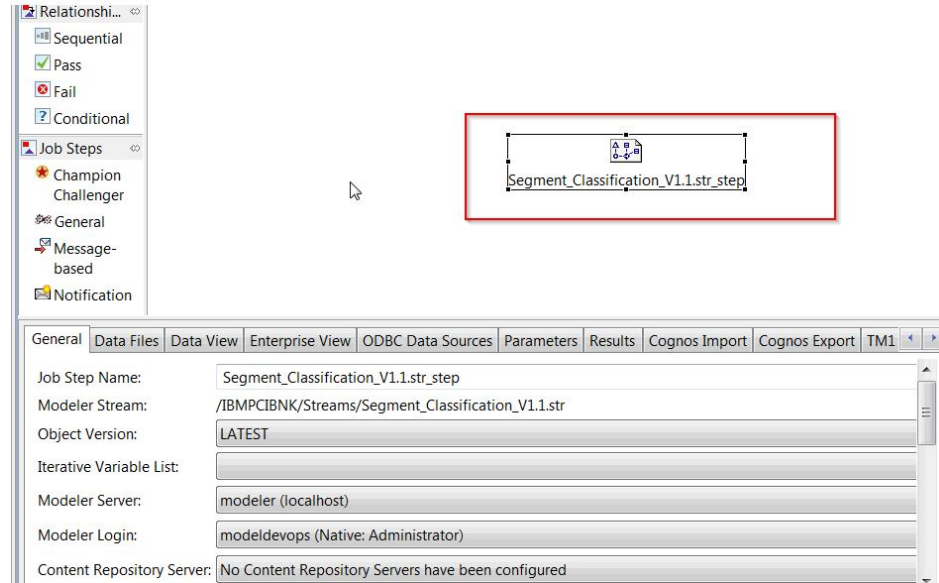 Relationshi...
Sequential
Pass
Fail
Conditional
Job Steps
Champion
Challenger
General
Message-
based
Notification
Segment_Classification_V1.1.str_step
General Data Files Data View Enterprise View ODBC Data Sources Parameters Results Cognos Import Cognos Export TM1
Job Step Name: Segment_Classification_V1.1.str_step
Modeler Stream: /IBMPCIBNK/Streams/Segment_Classification_V1.1.str
Object Version: LATEST
Iterative Variable List:
Modeler Server: modeler (localhost)
Modeler Login: modeldevops (Native: Administrator)
Content Repository Server: No Content Repository Servers have been configured